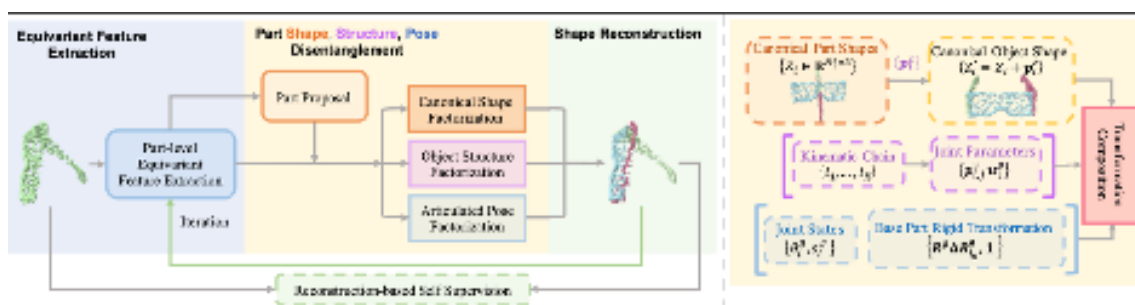 Equivariant Feature
Extraction
Part Shape, Structure, Pose
Disentanglement
Shape Reconstruction
Part Proposal
Part-level
Equivariant
Feature Extraction
Canonical Shape
Factorization
Object Structure
Factorization
Articulated Pose
Factorization
Iteration
Reconstruction-based Self Supervision
Canonical Part Shapes
Canonical Object Shape
Kinematic Chain
Joint Parameters
Joint States
Base Part Rigid Transformation
Transformation
Composition